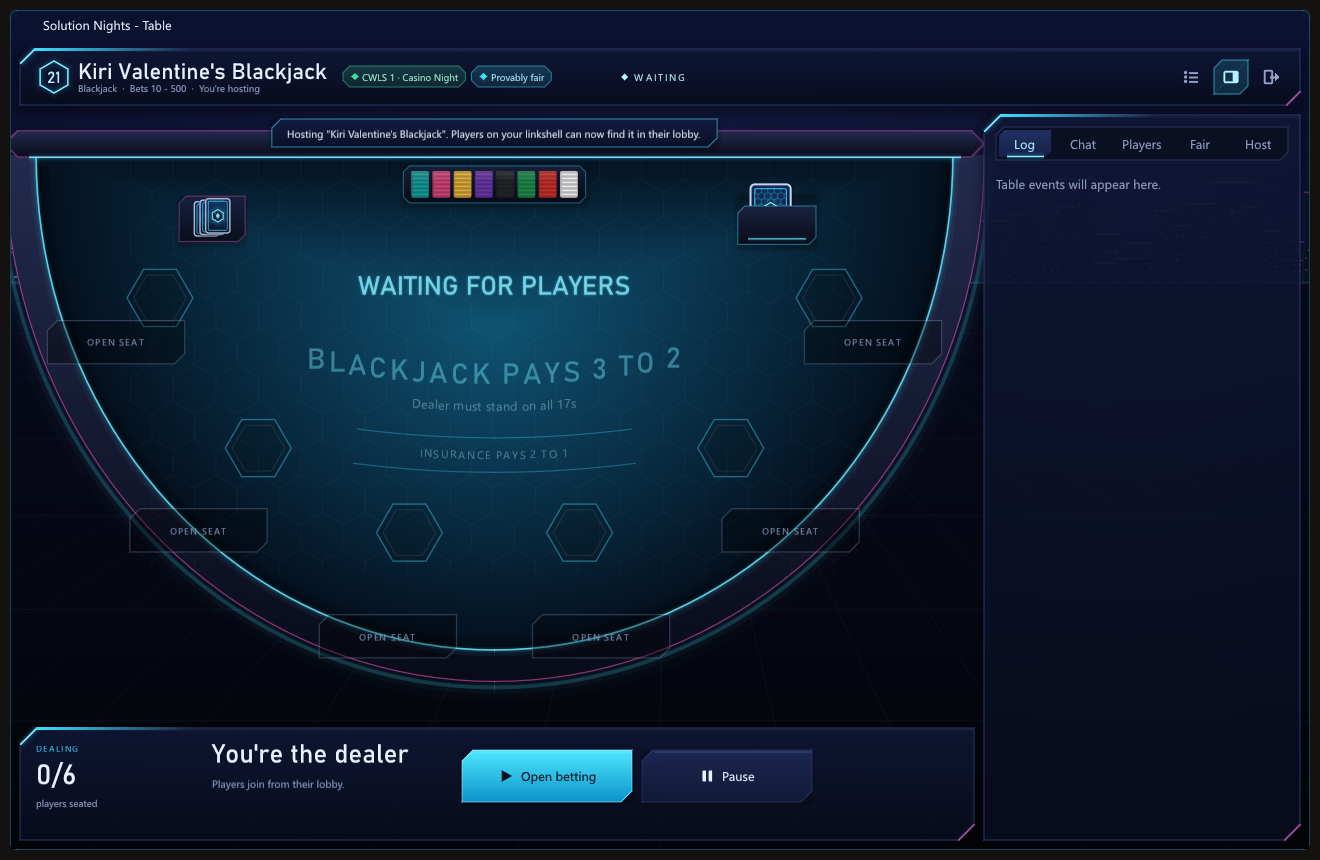 Solution Nights - Table
21
Kiri Valentine's Blackjack
Blackjack · Bets 10 - 500 · You're hosting
CWLS 1 · Casino Night
Provably fair
WAITING
Hosting "Kiri Valentine's Blackjack". Players on your linkshell can now find it in their lobby.
Log Chat Players Fair Host
Table events will appear here.
WAITING FOR PLAYERS
OPEN SEAT
OPEN SEAT
BLACKJACK PAYS 3 TO 2
Dealer must stand on all 17s
INSURANCE PAYS 2 TO 1
OPEN SEAT
OPEN SEAT
OPEN SEAT
OPEN SEAT
DEALING
0/6
players seated
You're the dealer
Players join from their lobby.
Open betting
Pause